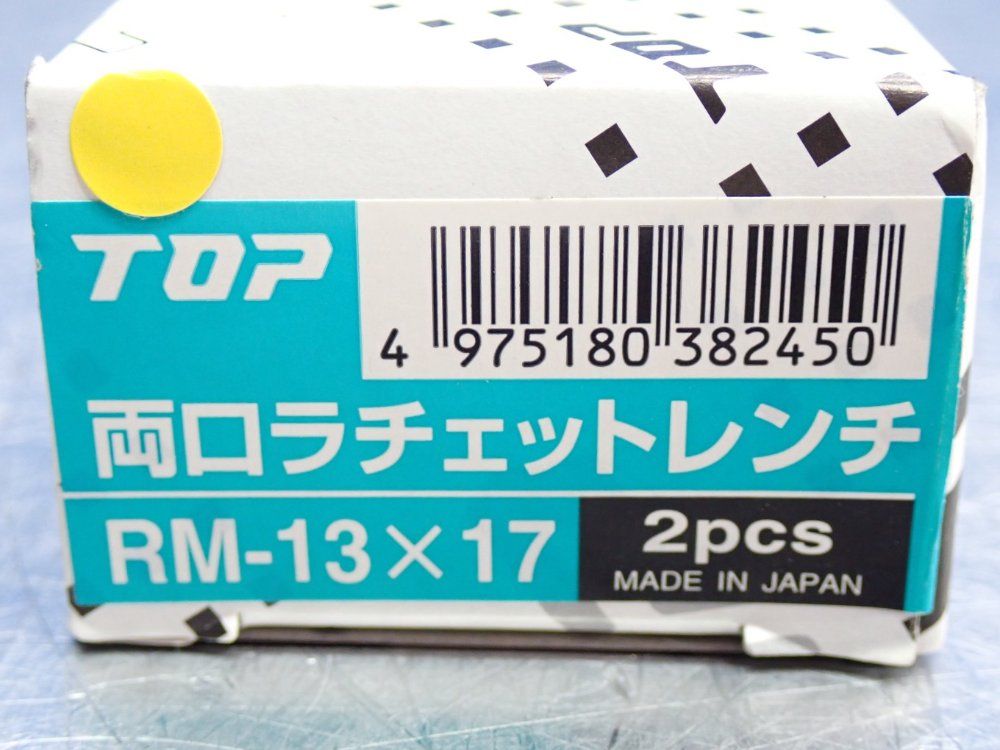 TOP
TOP
4 975180 382450
両口ラチェットレンチ
RM-13×17
2pcs
MADE IN JAPAN